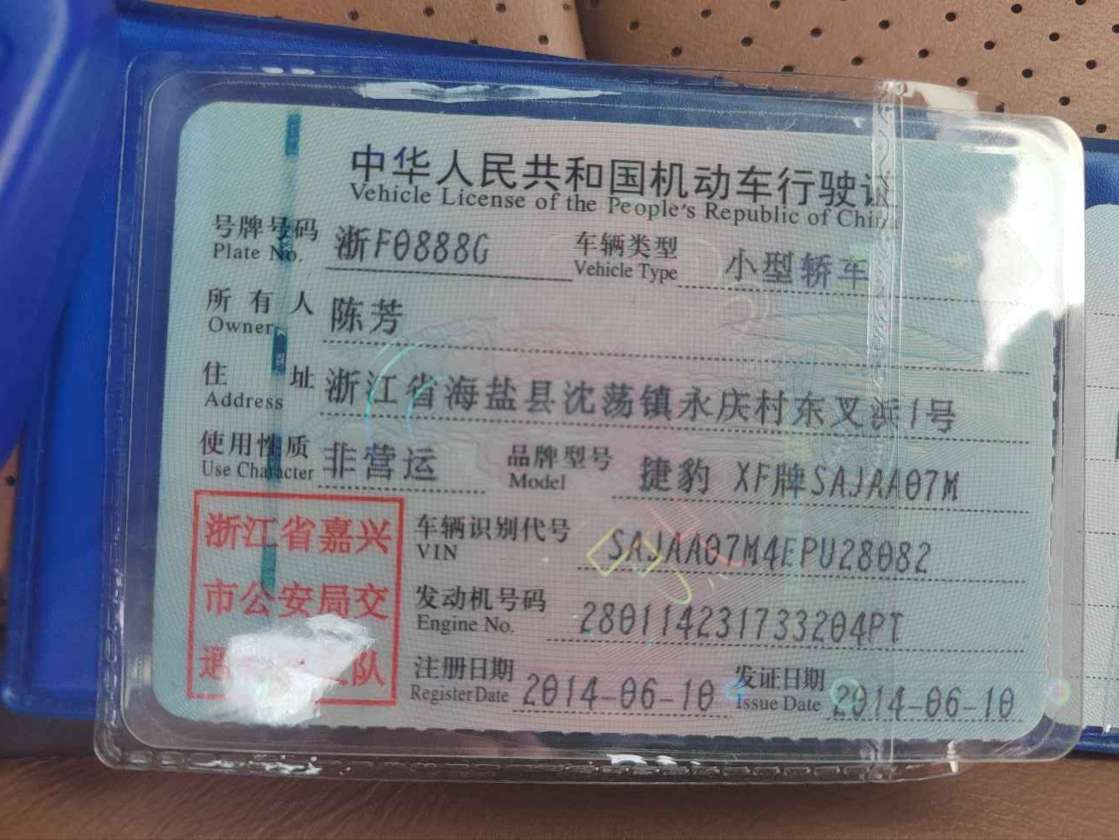 中华人民共和国机动车行驶证
Vehicle License of the People's Republic of China
号牌号码 浙F0888G 车辆类型 小型轿车
Plate No. Vehicle Type
所有人 陈芳
Owner
住址 浙江省海盐县沈荡镇永庆村东叉浜1号
Address
使用性质 非营运 品牌型号 捷豹 XF牌SAJAA07M
Use Character Model
浙江省嘉兴
市公安局交
队
车辆识别代号 SAJAA07M4EPU28082
VIN
发动机号码 280114231733204PT
Engine No.
注册日期 2014-06-10 发证日期 2014-06-10
Register Date Issue Date